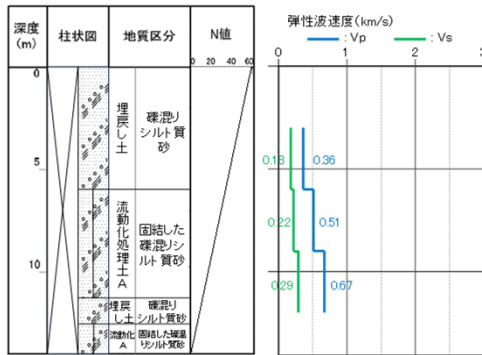 深度
(m)
柱状図
地質区分
N値
0 20 40 60
弾性波速度(km/s)
: Vp
: Vs
0 1 2 3
0
5
10
埋戻し土
礫混り
シルト質
砂
流動化処理土A
固結した
礫混りシ
ルト質砂
埋戻
し土
礫混り
シルト質砂
流動化
A
固結した礫混
りシルト質砂
0.18
0.36
0.22
0.51
0.29
0.67